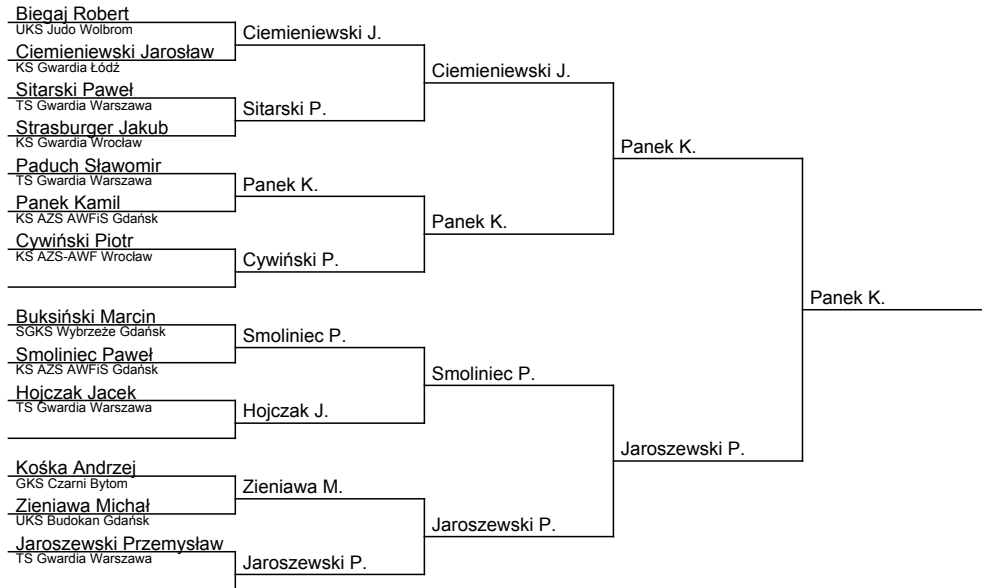 Biegaj Robert
UKS Judo Wolbrom
Ciemieniewski Jarosław
KS Gwardia Łódź
Sitarski Paweł
TS Gwardia Warszawa
Strasburger Jakub
KS Gwardia Wrocław
Paduch Sławomir
TS Gwardia Warszawa
Panek Kamil
KS AZS AWFiS Gdańsk
Cywiński Piotr
KS AZS-AWF Wrocław
Buksiński Marcin
SGKS Wybrzeże Gdańsk
Smoliniec Paweł
KS AZS AWFiS Gdańsk
Hojczak Jacek
TS Gwardia Warszawa
Kośka Andrzej
GKS Czarni Bytom
Zieniawa Michał
UKS Budokan Gdańsk
Jaroszewski Przemysław
TS Gwardia Warszawa
Ciemieniewski J.
Sitarski P.
Panek K.
Cywiński P.
Smoliniec P.
Hojczak J.
Zieniawa M.
Jaroszewski P.
Ciemieniewski J.
Panek K.
Smoliniec P.
Jaroszewski P.
Panek K.
Jaroszewski P.
Panek K.